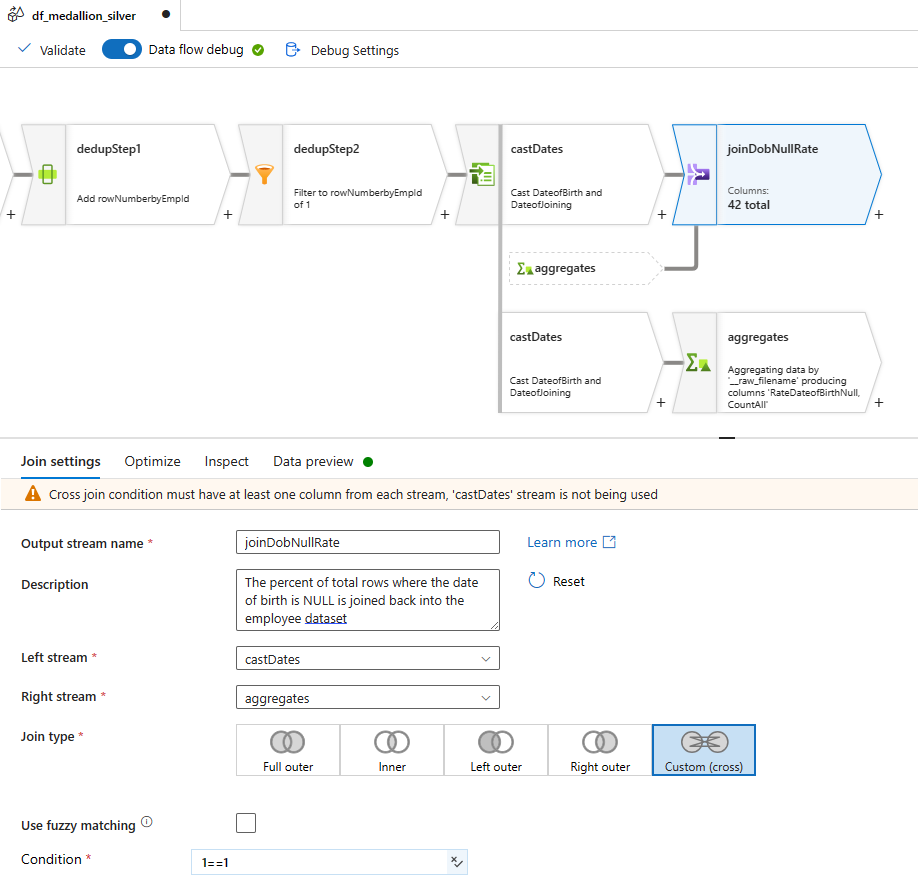 df_medallion_silver
Validate
Data flow debug
Debug Settings
dedupStep1
Add rowNumberbyEmpId
+
dedupStep2
Filter to rowNumberbyEmpId
of 1
+
castDates
Cast DateofBirth and
DateofJoining
+
joinDobNullRate
Columns:
42 total
+
+
aggregates
castDates
Cast DateofBirth and
DateofJoining
+
aggregates
Aggregating data by
'__raw_filename' producing
columns 'RateDateofBirthNull,
CountAll'
+
Join settings
Optimize
Inspect
Data preview
Cross join condition must have at least one column from each stream, 'castDates' stream is not being used
Output stream name *
joinDobNullRate
Learn more
Description
The percent of total rows where the date
of birth is NULL is joined back into the
employee dataset
Reset
Left stream *
castDates
Right stream *
aggregates
Join type *
Full outer
Inner
Left outer
Right outer
Custom (cross)
Use fuzzy matching
Condition *
1==1